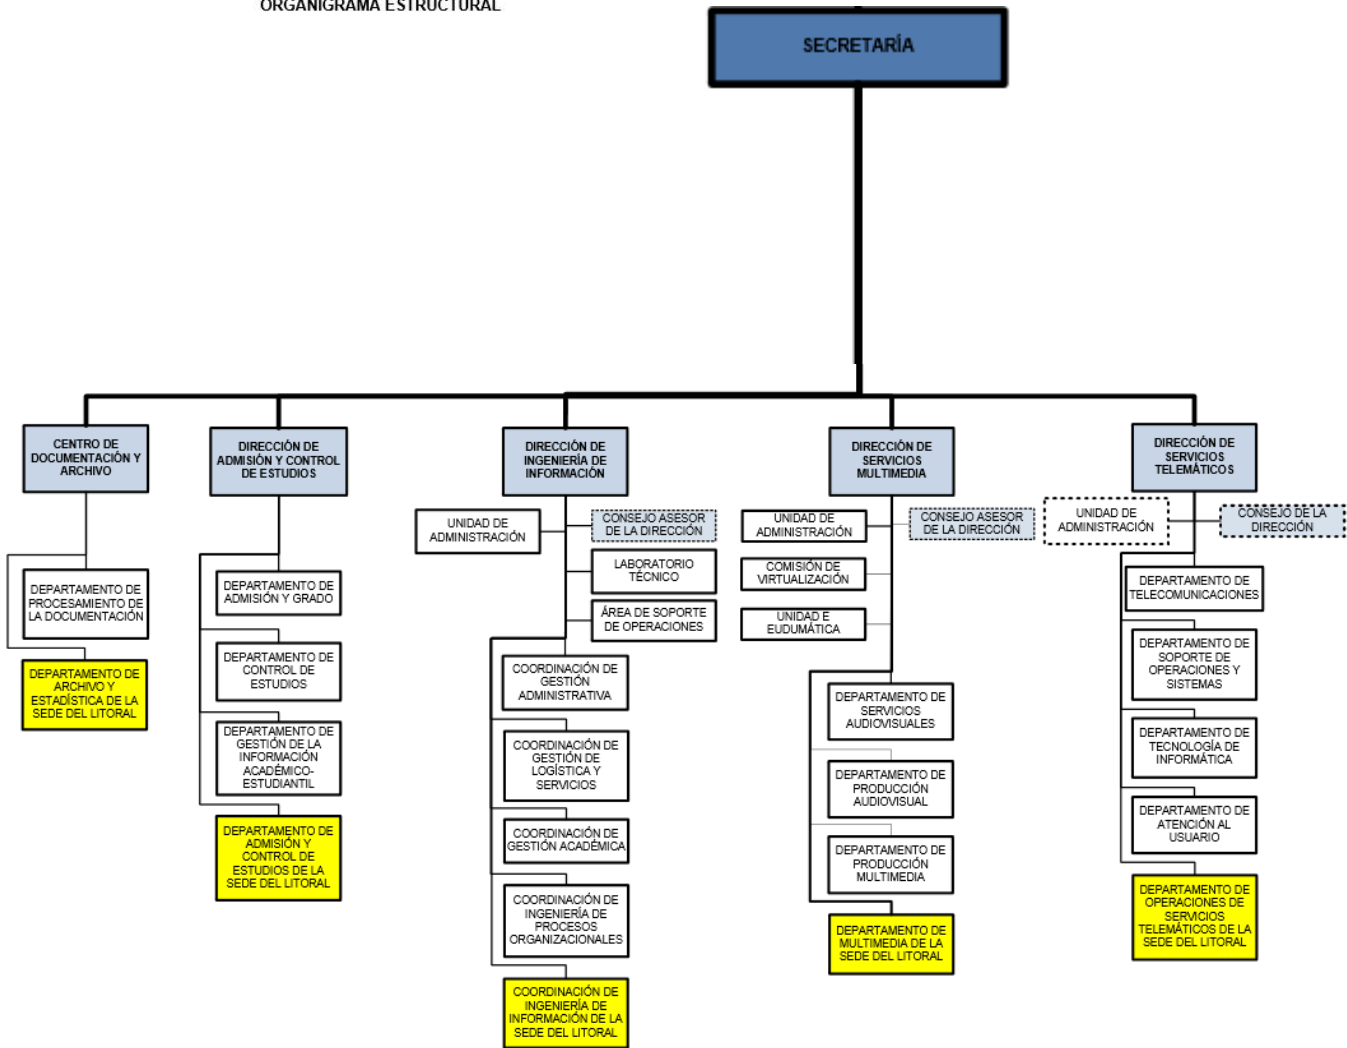 ORGANIGRAMA ESTRUCTURAL
SECRETARÍA
CENTRO DE
DOCUMENTACIÓN Y
ARCHIVO
DEPARTAMENTO DE
PROCESAMIENTO DE
LA DOCUMENTACIÓN
DEPARTAMENTO DE
ARCHIVO Y
ESTADÍSTICA DE LA
SEDE DEL LITORAL
DIRECCIÓN DE
ADMISIÓN Y CONTROL
DE ESTUDIOS
DEPARTAMENTO DE
ADMISIÓN Y GRADO
DEPARTAMENTO DE
CONTROL DE
ESTUDIOS
DEPARTAMENTO DE
GESTIÓN DE LA
INFORMACIÓN
ACADÉMICO-
ESTUDIANTIL
DEPARTAMENTO DE
ADMISIÓN Y
CONTROL DE
ESTUDIOS DE LA
SEDE DEL LITORAL
DIRECCIÓN DE
INGENIERÍA DE
INFORMACIÓN
UNIDAD DE
ADMINISTRACIÓN
CONSEJO ASESOR
DE LA DIRECCIÓN
LABORATORIO
TÉCNICO
ÁREA DE SOPORTE
DE OPERACIONES
COORDINACIÓN DE
GESTIÓN
ADMINISTRATIVA
COORDINACIÓN DE
GESTIÓN DE
LOGÍSTICA Y
SERVICIOS
COORDINACIÓN DE
GESTIÓN ACADÉMICA
COORDINACIÓN DE
INGENIERÍA DE
PROCESOS
ORGANIZACIONALES
COORDINACIÓN DE
INGENIERÍA DE
INFORMACIÓN DE LA
SEDE DEL LITORAL
DIRECCIÓN DE
SERVICIOS
MULTIMEDIA
UNIDAD DE
ADMINISTRACIÓN
CONSEJO ASESOR
DE LA DIRECCIÓN
COMISIÓN DE
VIRTUALIZACIÓN
UNIDAD E
EUDUMÁTICA
DEPARTAMENTO DE
SERVICIOS
AUDIOVISUALES
DEPARTAMENTO DE
PRODUCCIÓN
AUDIOVISUAL
DEPARTAMENTO DE
PRODUCCIÓN
MULTIMEDIA
DEPARTAMENTO DE
MULTIMEDIA DE LA
SEDE DEL LITORAL
DIRECCIÓN DE
SERVICIOS
TELEMÁTICOS
UNIDAD DE
ADMINISTRACIÓN
CONSEJO DE LA
DIRECCIÓN
DEPARTAMENTO DE
TELECOMUNICACIONES
DEPARTAMENTO DE
SOPORTE DE
OPERACIONES Y
SISTEMAS
DEPARTAMENTO DE
TECNOLOGÍA DE
INFORMÁTICA
DEPARTAMENTO DE
ATENCIÓN AL
USUARIO
DEPARTAMENTO DE
OPERACIONES DE
SERVICIOS
TELEMÁTICOS DE LA
SEDE DEL LITORAL